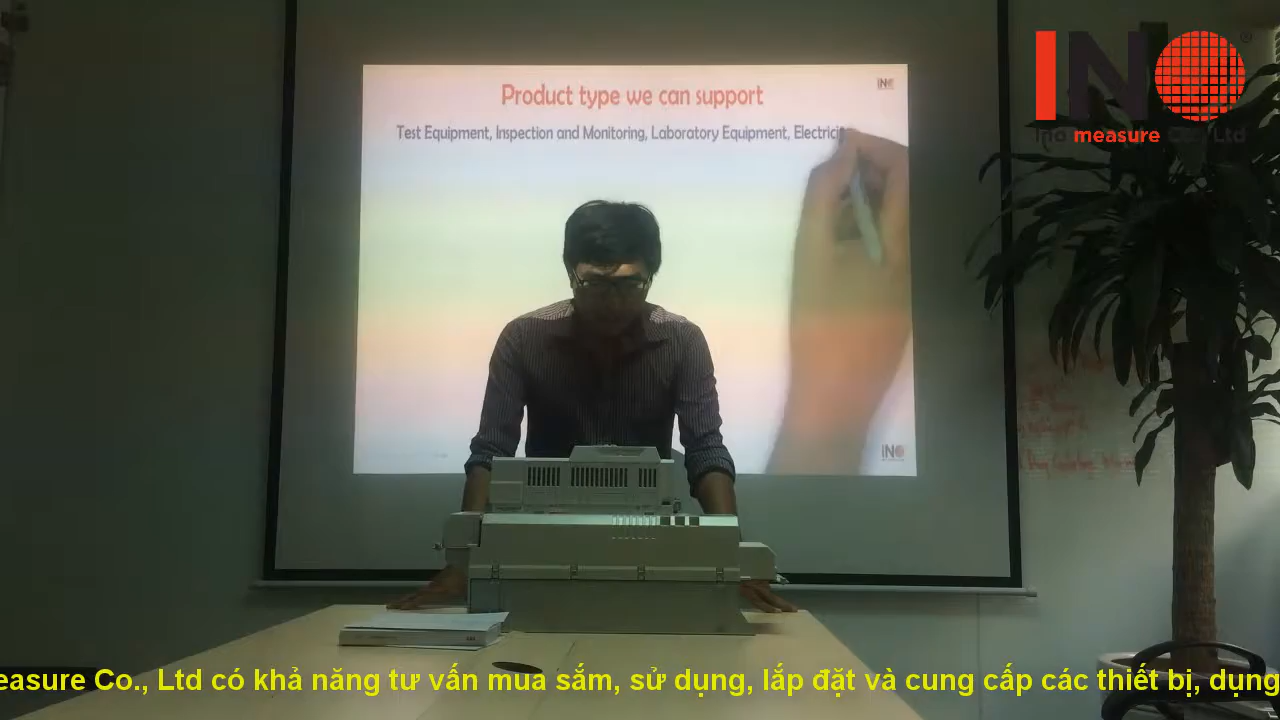 INO
Ino measure Co., Ltd
INO
Product type we can support
Test Equipment, Inspection and Monitoring, Laboratory Equipment,
INO
easure Co., Ltd có khả năng tư vấn mua sắm, sử dụng, lắp đặt và cung cấp các thiết bị, dụng